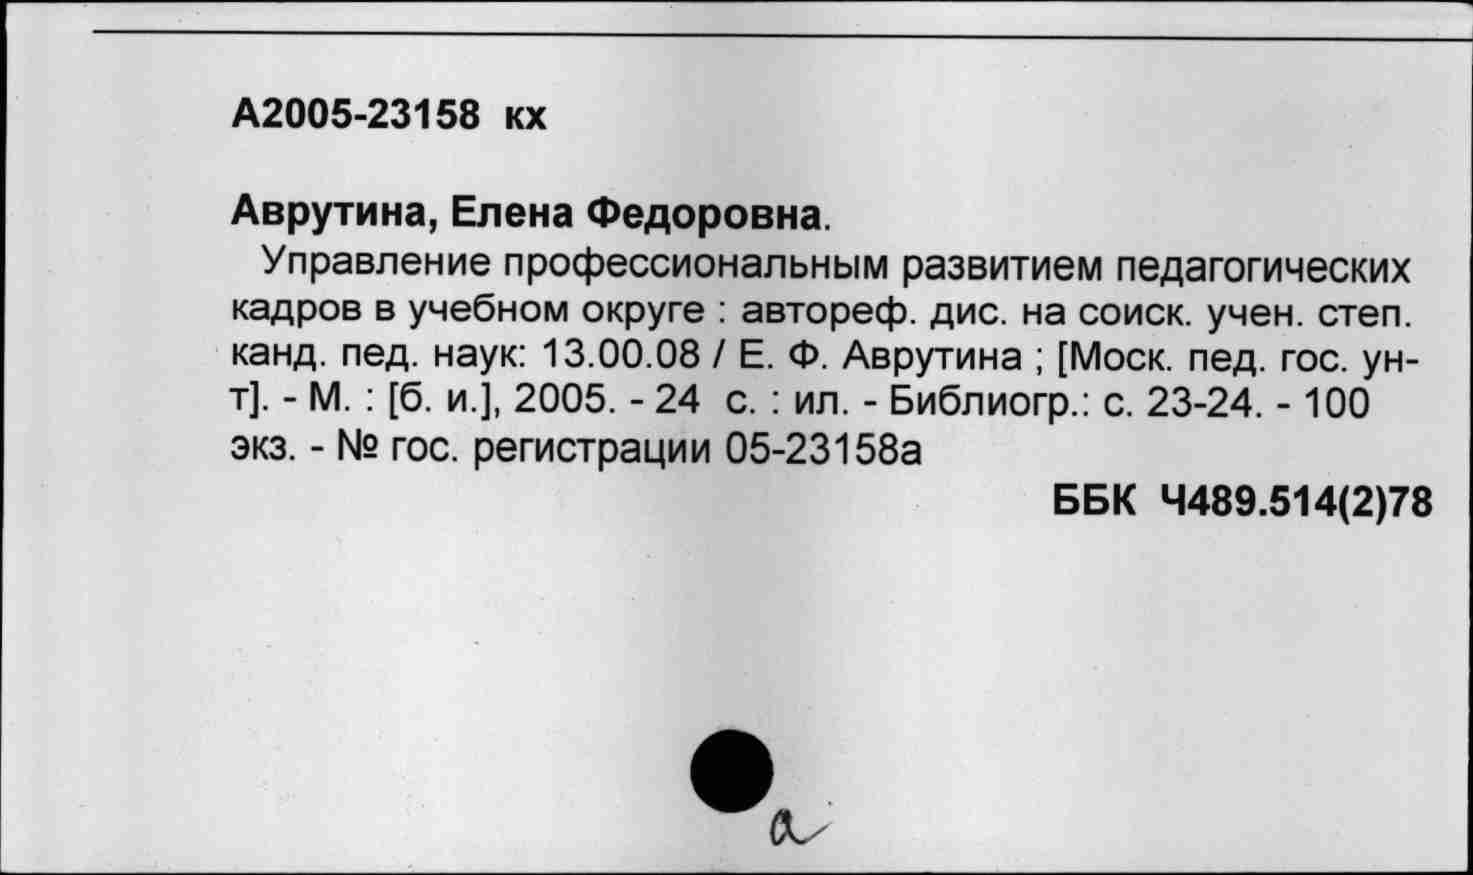 А2005-23158 кх
Аврутина, Елена Федоровна.
Управление профессиональным развитием педагогических
кадров в учебном округе : автореф. дис. на соиск. учен. степ.
канд. пед. наук: 13.00.08 / Е. Ф. Аврутина ; [Моск. пед. гос. ун-
т]. - М. : [б. и.], 2005. - 24 с. : ил. - Библиогр.: с. 23-24. - 100
экз. - № гос. регистрации 05-23158а
ББК Ч489.514(2)78
а